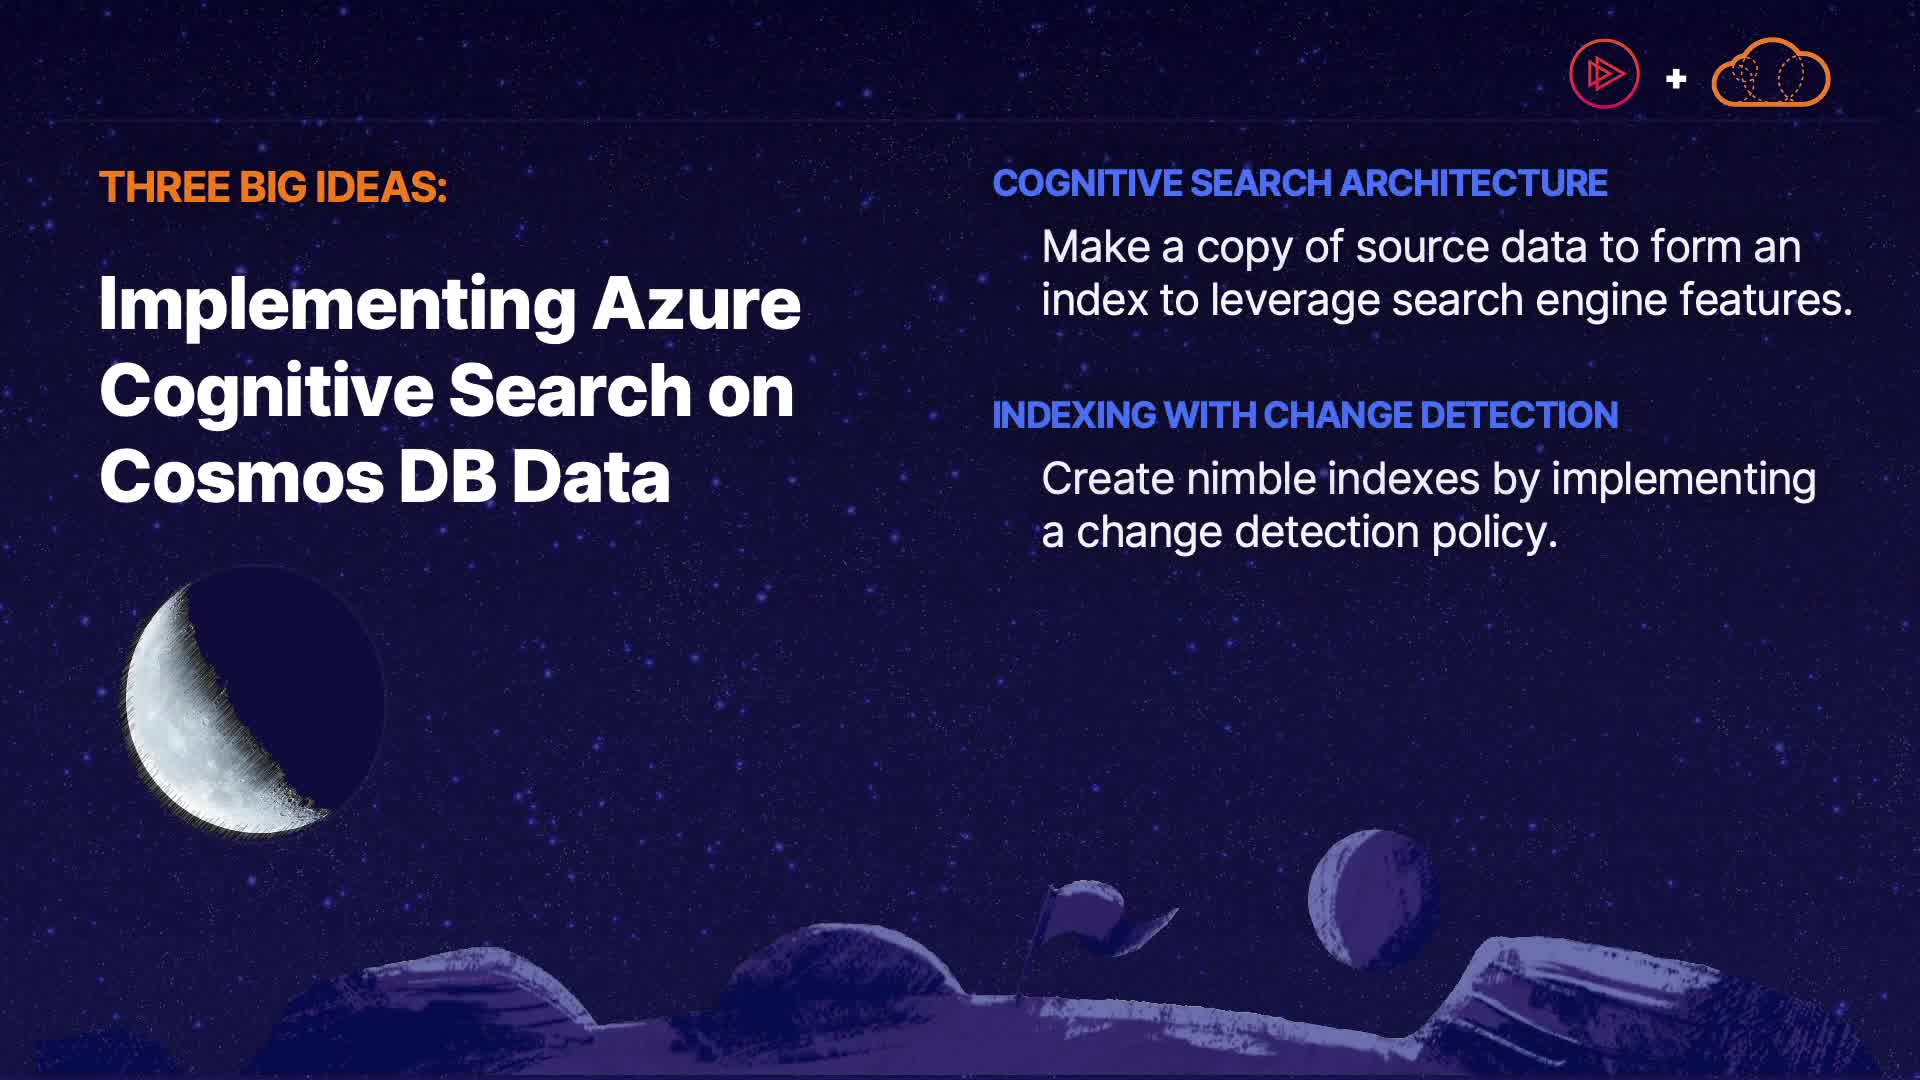 THREE BIG IDEAS:
Implementing Azure
Cognitive Search on
Cosmos DB Data
COGNITIVE SEARCH ARCHITECTURE
Make a copy of source data to form an
index to leverage search engine features.
INDEXING WITH CHANGE DETECTION
Create nimble indexes by implementing
a change detection policy.